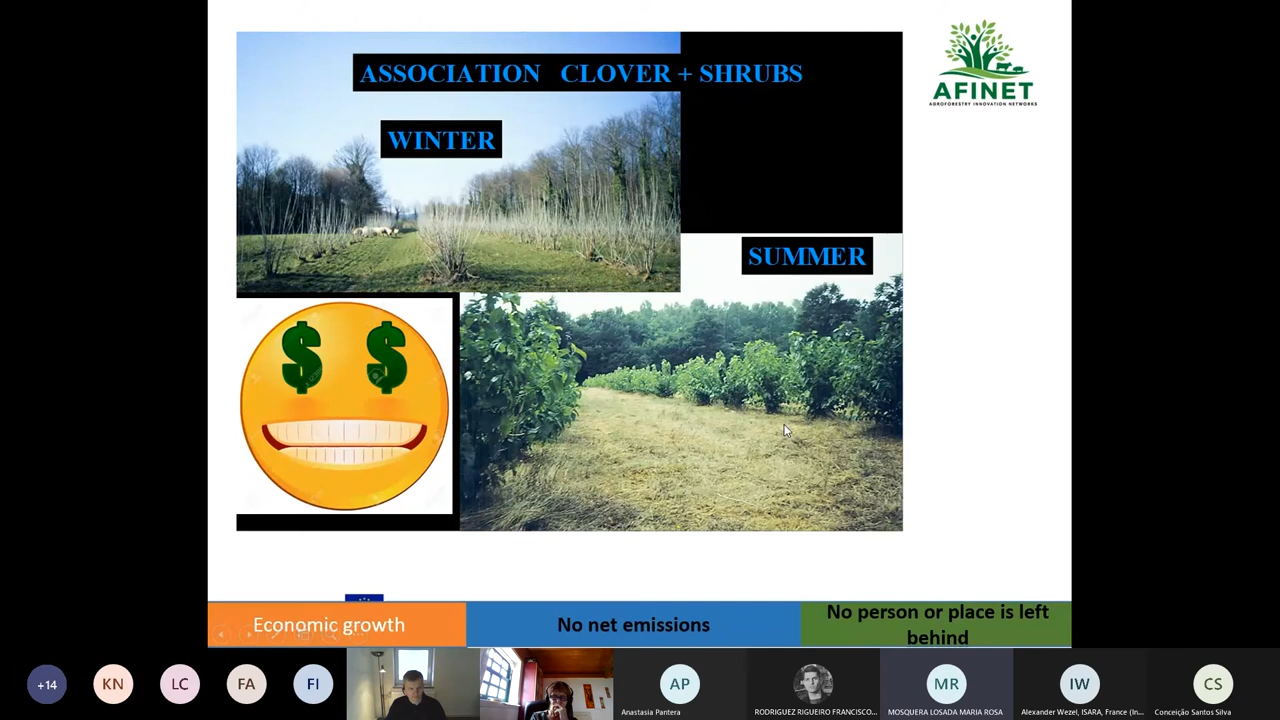 ASSOCIATION CLOVER + SHRUBS
AFINET
AGROFORESTRY INNOVATION NETWORKS
WINTER
SUMMER
$ $
Economic growth
No net emissions
No person or place is left
behind
+14
KN
LC
FA
FI
AP
MR
IW
CS
Anastasia Pantera
RODRIGUEZ RIGUEIRO FRANCISCO...
MOSQUERA LOSADA MARIA ROSA
Alexander Wezel, ISARA, France (In...
Conceição Santos Silva